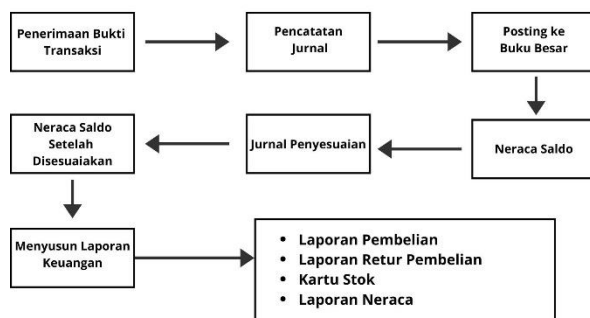 Penerimaan Bukti
Transaksi
Pencatatan
Jurnal
Posting ke
Buku Besar
Neraca Saldo
Jurnal Penyesuaian
Neraca Saldo
Setelah
Disesuaiakan
Menyusun Laporan
Keuangan
• Laporan Pembelian
• Laporan Retur Pembelian
• Kartu Stok
• Laporan Neraca